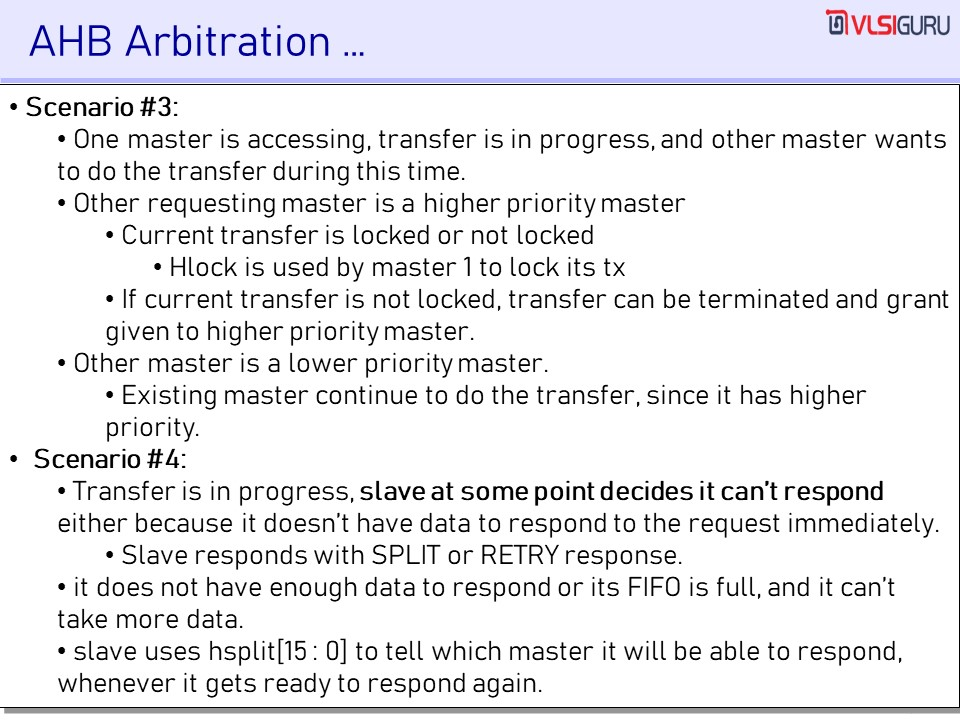 AHB Arbitration ...
VLSIGURU
• Scenario #3:
• One master is accessing, transfer is in progress, and other master wants
to do the transfer during this time.
• Other requesting master is a higher priority master
• Current transfer is locked or not locked
• Hlock is used by master 1 to lock its tx
• If current transfer is not locked, transfer can be terminated and grant
given to higher priority master.
• Other master is a lower priority master.
• Existing master continue to do the transfer, since it has higher
priority.
• Scenario #4:
• Transfer is in progress, slave at some point decides it can't respond
either because it doesn't have data to respond to the request immediately.
• Slave responds with SPLIT or RETRY response.
• it does not have enough data to respond or its FIFO is full, and it can't
take more data.
• slave uses hsplit[15 : 0] to tell which master it will be able to respond,
whenever it gets ready to respond again.